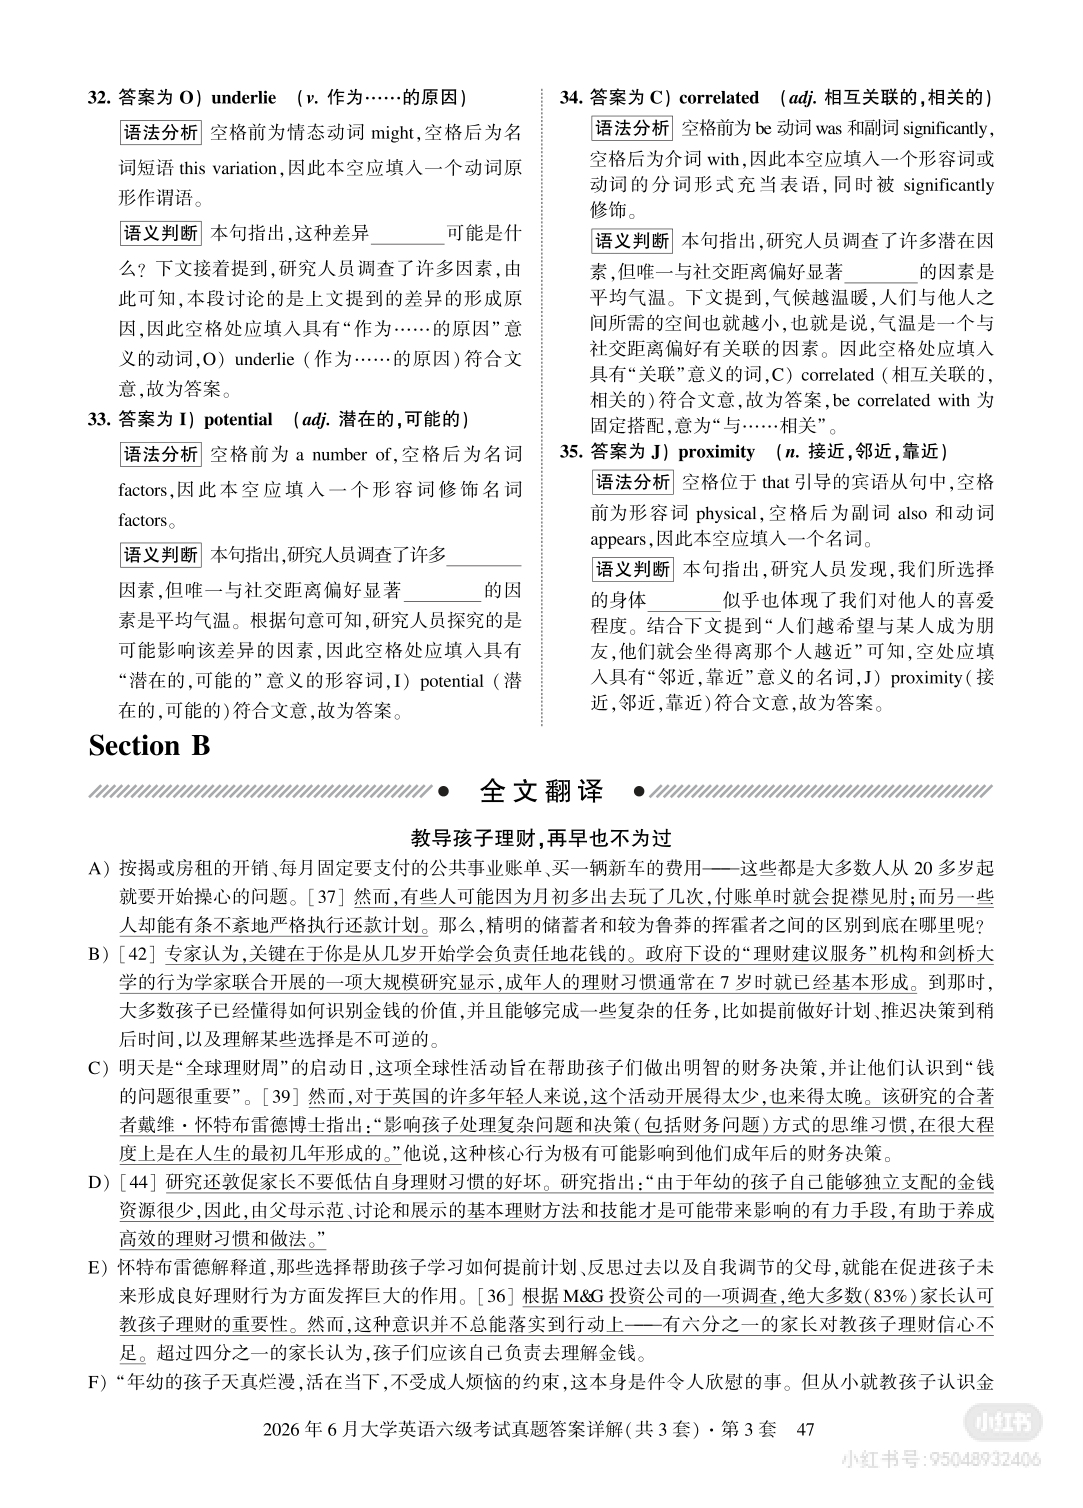 32. 答案为 O) underlie (v. 作为……的原因)
语法分析 空格前为情态动词 might,空格后为名
词短语 this variation,因此本空应填入一个动词原
形作谓语。
语义判断 本句指出,这种差异________可能是什
么？下文接着提到,研究人员调查了许多因素,由
此可知,本段讨论的是上文提到的差异的形成原
因,因此空格处应填入具有“作为……的原因”意
义的动词,O) underlie (作为……的原因)符合文
意,故为答案。
33. 答案为 I) potential (adj. 潜在的,可能的)
语法分析 空格前为 a number of,空格后为名词
factors,因此本空应填入一个形容词修饰名词
factors。
语义判断 本句指出,研究人员调查了许多________
因素,但唯一与社交距离偏好显著________的因
素是平均气温。根据句意可知,研究人员探究的是
可能影响该差异的因素,因此空格处应填入具有
“潜在的,可能的”意义的形容词,I) potential (潜
在的,可能的)符合文意,故为答案。
34. 答案为 C) correlated (adj. 相互关联的,相关的)
语法分析 空格前为 be 动词 was 和副词 significantly,
空格后为介词 with,因此本空应填入一个形容词或
动词的分词形式充当表语,同时被 significantly
修饰。
语义判断 本句指出,研究人员调查了许多潜在因
素,但唯一与社交距离偏好显著________的因素是
平均气温。下文提到,气候越温暖,人们与他人之
间所需的空间也就越小,也就是说,气温是一个与
社交距离偏好有关联的因素。因此空格处应填入
具有“关联”意义的词,C) correlated (相互关联的,
相关的)符合文意,故为答案,be correlated with 为
固定搭配,意为“与……相关”。
35. 答案为 J) proximity (n. 接近,邻近,靠近)
语法分析 空格位于 that 引导的宾语从句中,空格
前为形容词 physical,空格后为副词 also 和动词
appears,因此本空应填入一个名词。
语义判断 本句指出,研究人员发现,我们所选择
的身体________似乎也体现了我们对他人的喜爱
程度。结合下文提到“人们越希望与某人成为朋
友,他们就会坐得离那个人越近”可知,空处应填
入具有“邻近,靠近”意义的名词,J) proximity(接
近,邻近,靠近)符合文意,故为答案。
Section B
全文翻译
教导孩子理财,再早也不为过
A) 按揭或房租的开销、每月固定要支付的公共事业账单、买一辆新车的费用——这些都是大多数人从 20 多岁起
就要开始操心的问题。[37] 然而,有些人可能因为月初多出去玩了几次,付账单时就会捉襟见肘;而另一些
人却能有条不紊地严格执行还款计划。那么,精明的储蓄者和较为鲁莽的挥霍者之间的区别到底在哪里呢？
B) [42] 专家认为,关键在于你是从几岁开始学会负责任地花钱的。政府下设的“理财建议服务”机构和剑桥大
学的行为学家联合开展的一项大规模研究显示,成年人的理财习惯通常在 7 岁时就已经基本形成。到那时,
大多数孩子已经懂得如何识别金钱的价值,并且能够完成一些复杂的任务,比如提前做好计划、推迟决策到稍
后时间,以及理解某些选择是不可逆的。
C) 明天是“全球理财周”的启动日,这项全球性活动旨在帮助孩子们做出明智的财务决策,并让他们认识到“钱
的问题很重要”。[39] 然而,对于英国的许多年轻人来说,这个活动开展得太少,也来得太晚。该研究的合著
者戴维·怀特布雷德博士指出:“影响孩子处理复杂问题和决策(包括财务问题)方式的思维习惯,在很大程
度上是在人生的最初几年形成的。”他说,这种核心行为极有可能影响到他们成年后的财务决策。
D) [44] 研究还敦促家长不要低估自身理财习惯的好坏。研究指出:“由于年幼的孩子自己能够独立支配的金钱
资源很少,因此,由父母示范、讨论和展示的基本理财方法和技能才是可能带来影响的有力手段,有助于养成
高效的理财习惯和做法。”
E) 怀特布雷德解释道,那些选择帮助孩子学习如何提前计划、反思过去以及自我调节的父母,就能在促进孩子未
来形成良好理财行为方面发挥巨大的作用。[36] 根据 M&G 投资公司的一项调查,绝大多数(83%)家长认可
教孩子理财的重要性。然而,这种意识并不总能落实到行动上——有六分之一的家长对教孩子理财信心不
足。超过四分之一的家长认为,孩子们应该自己负责去理解金钱。
F) “年幼的孩子天真烂漫,活在当下,不受成人烦恼的约束,这本身是件令人欣慰的事。但从小就教孩子认识金
2026 年 6 月大学英语六级考试真题答案详解(共 3 套)·第 3 套 47
小红书
小红书号:95048932406